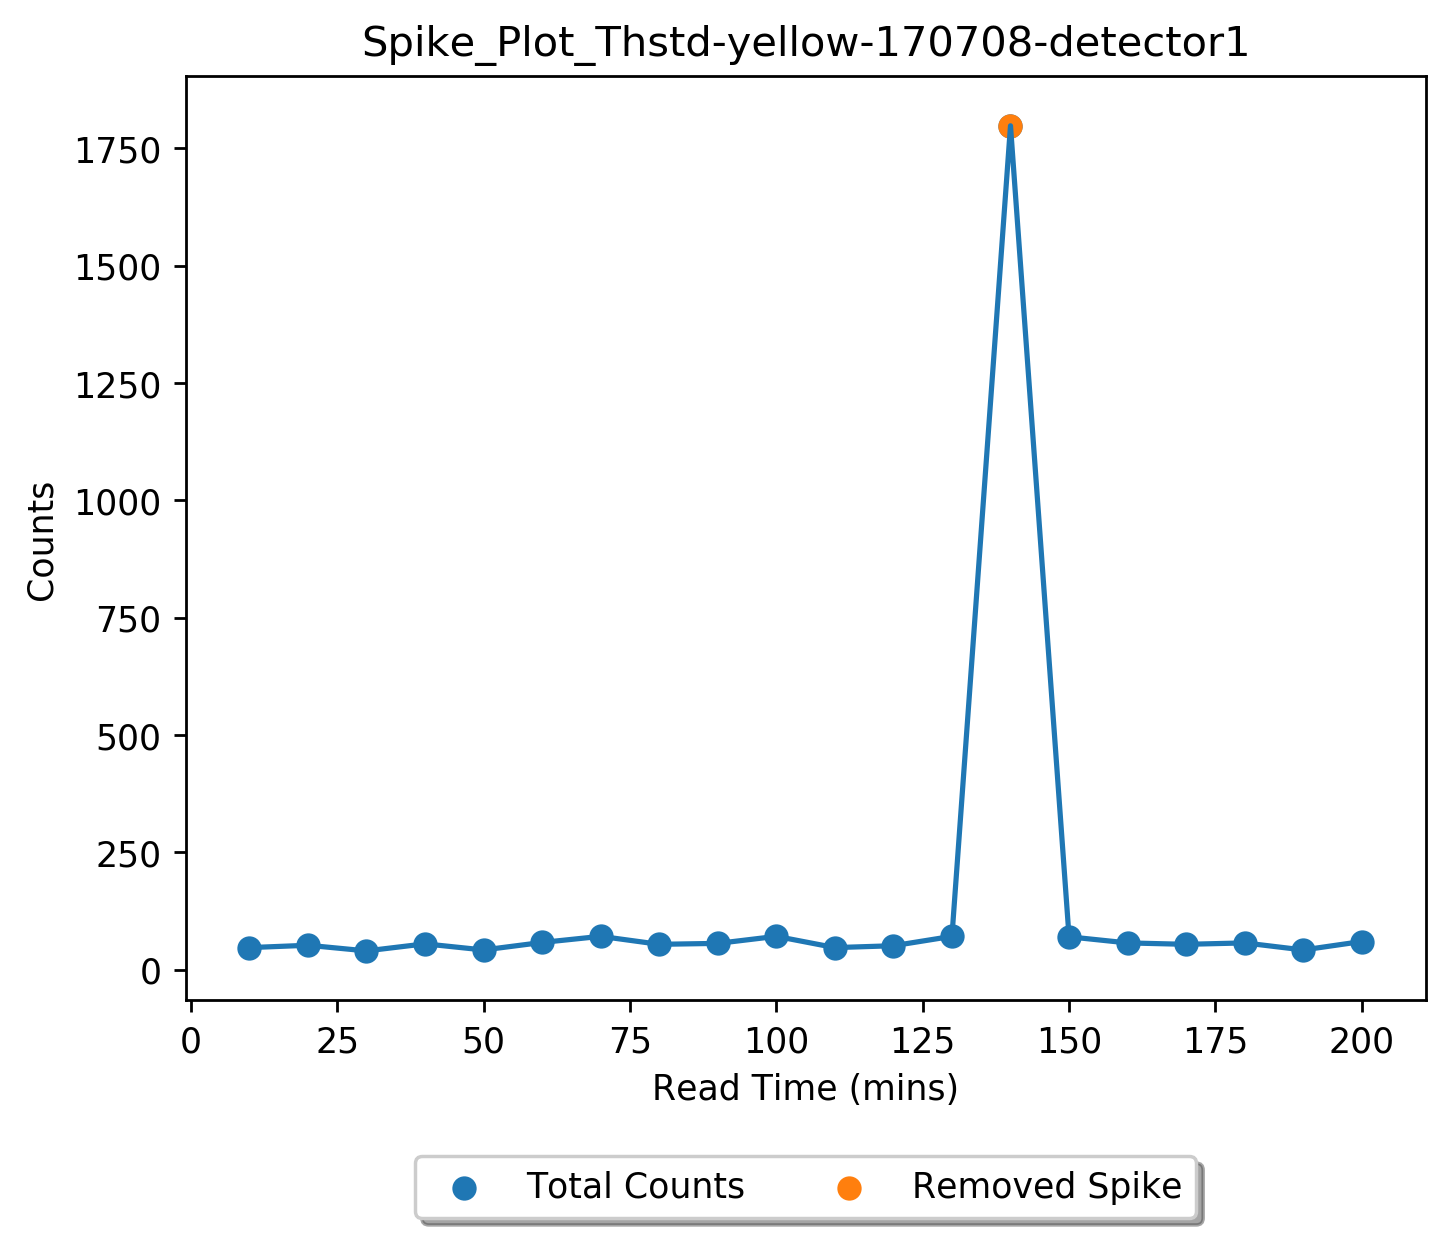 Spike_Plot_Thstd-yellow-170708-detector1
1750
1500
1250
1000
750
500
250
0
Counts
0 25 50 75 100 125 150 175 200
Read Time (mins)
Total Counts Removed Spike